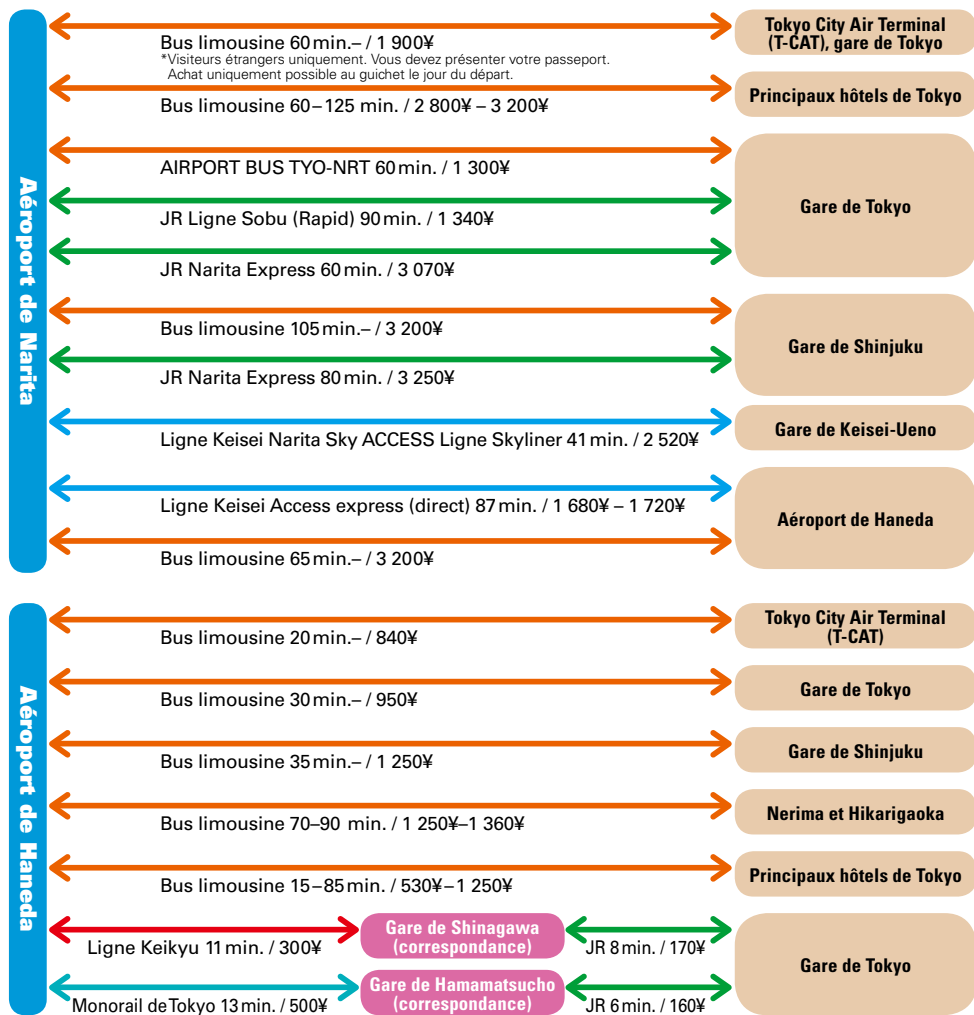 Aéroport de Narita
Bus limousine 60 min.– / 1 900¥
*Visiteurs étrangers uniquement. Vous devez présenter votre passeport.
Achat uniquement possible au guichet le jour du départ.
Tokyo City Air Terminal
(T-CAT), gare de Tokyo
Bus limousine 60–125 min. / 2 800¥ – 3 200¥
Principaux hôtels de Tokyo
AIRPORT BUS TYO-NRT 60 min. / 1 300¥
JR Ligne Sobu (Rapid) 90 min. / 1 340¥
JR Narita Express 60 min. / 3 070¥
Gare de Tokyo
Bus limousine 105 min.– / 3 200¥
JR Narita Express 80 min. / 3 250¥
Gare de Shinjuku
Ligne Keisei Narita Sky ACCESS Ligne Skyliner 41 min. / 2 520¥
Gare de Keisei-Ueno
Ligne Keisei Access express (direct) 87 min. / 1 680¥ – 1 720¥
Bus limousine 65 min.– / 3 200¥
Aéroport de Haneda
Aéroport de Haneda
Bus limousine 20 min.– / 840¥
Tokyo City Air Terminal
(T-CAT)
Bus limousine 30 min.– / 950¥
Gare de Tokyo
Bus limousine 35 min.– / 1 250¥
Gare de Shinjuku
Bus limousine 70–90 min. / 1 250¥–1 360¥
Nerima et Hikarigaoka
Bus limousine 15–85 min. / 530¥–1 250¥
Principaux hôtels de Tokyo
Ligne Keikyu 11 min. / 300¥
Gare de Shinagawa
(correspondance)
JR 8 min. / 170¥
Monorail de Tokyo 13 min. / 500¥
Gare de Hamamatsucho
(correspondance)
JR 6 min. / 160¥
Gare de Tokyo